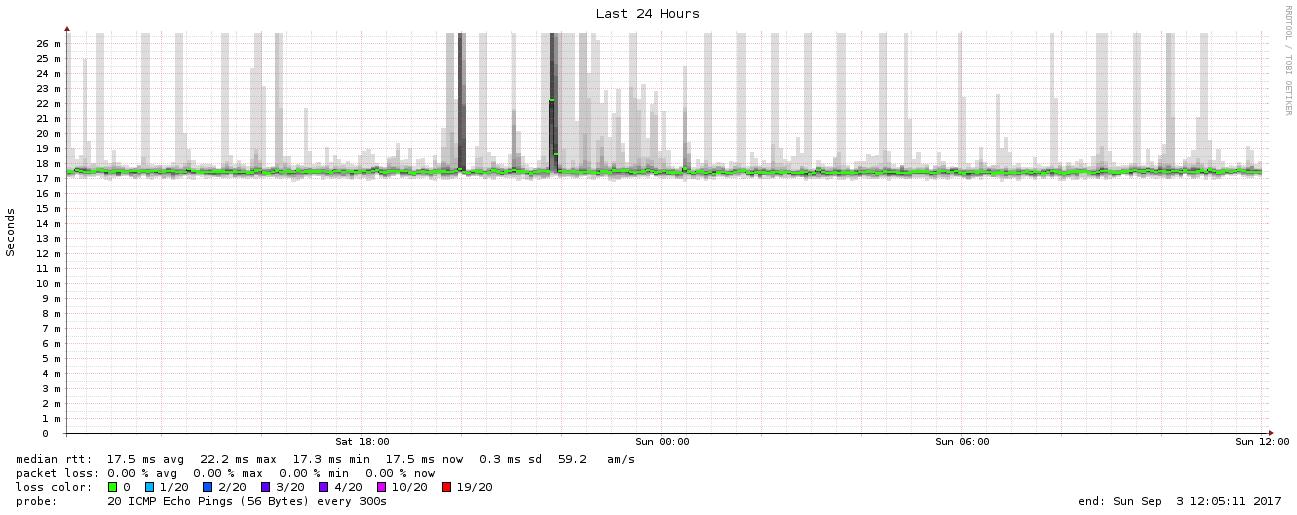 Last 24 Hours
RRDTOOL / TOBI OETIKER
Seconds
26 m
25 m
24 m
23 m
22 m
21 m
20 m
19 m
18 m
17 m
16 m
15 m
14 m
13 m
12 m
11 m
10 m
9 m
8 m
7 m
6 m
5 m
4 m
3 m
2 m
1 m
0
Sat 18:00 Sun 00:00 Sun 06:00 Sun 12:00
median rtt: 17.5 ms avg 22.2 ms max 17.3 ms min 17.5 ms now 0.3 ms sd 59.2 am/s
packet loss: 0.00 % avg 0.00 % max 0.00 % min 0.00 % now
loss color: 0 1/20 2/20 3/20 4/20 10/20 19/20
probe: 20 ICMP Echo Pings (56 Bytes) every 300s end: Sun Sep 3 12:05:11 2017